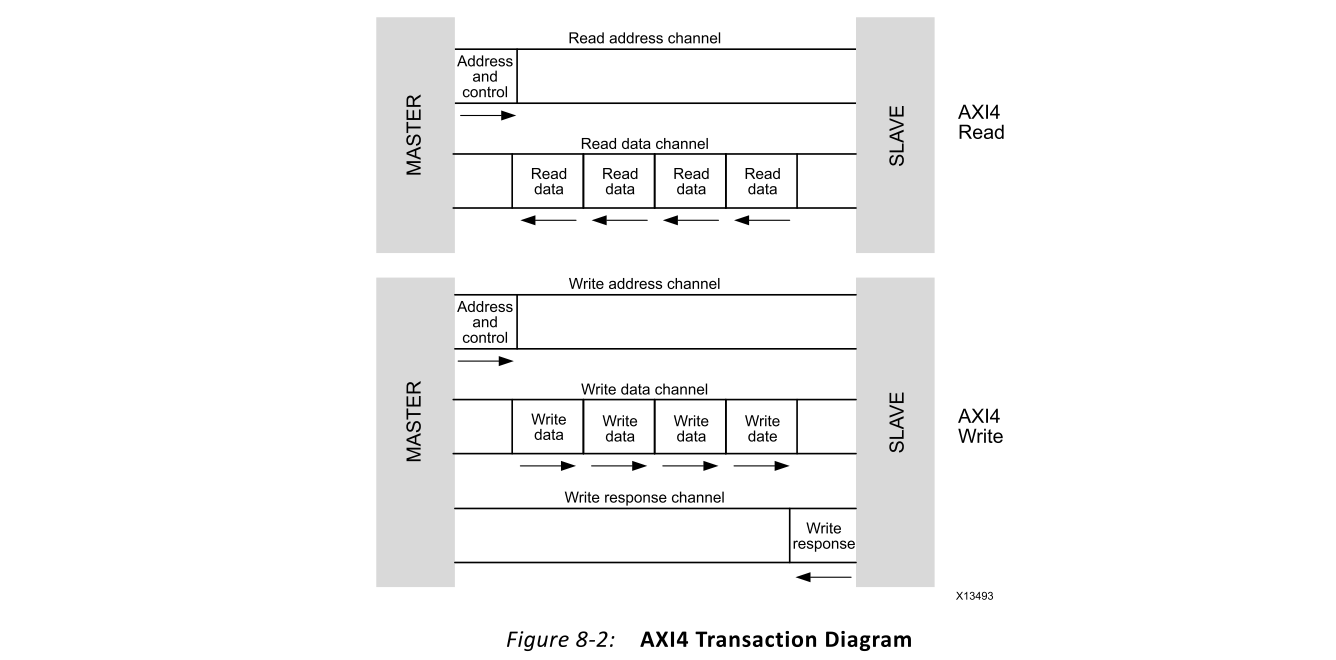 Read address channel
Address
and
control
MASTER
SLAVE
AXI4
Read
Read data channel
Read
data
Read
data
Read
data
Read
data
Write address channel
Address
and
control
MASTER
SLAVE
AXI4
Write
Write data channel
Write
data
Write
data
Write
data
Write
date
Write response channel
Write
response
X13493
Figure 8-2: AXI4 Transaction Diagram